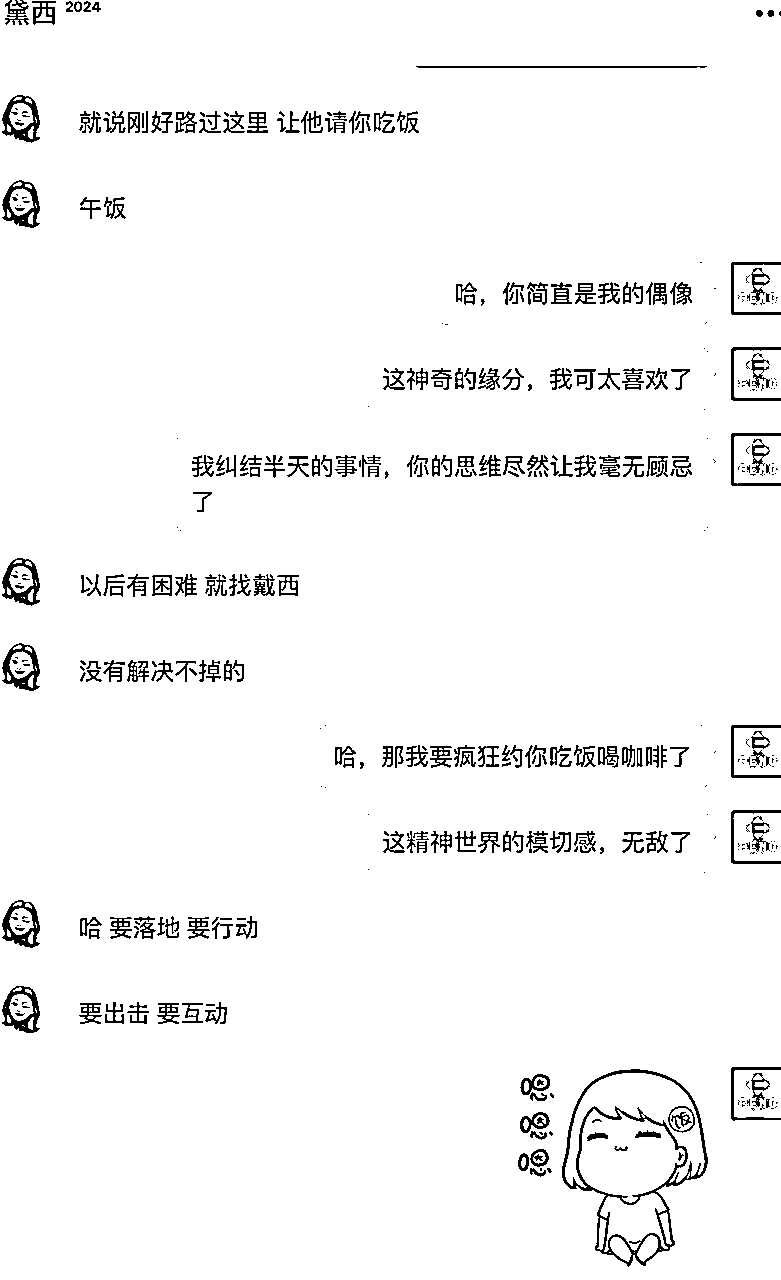 黛西 2024
就说刚好路过这里 让他请你吃饭
午饭
哈，你简直是我的偶像
这神奇的缘分，我可太喜欢了
我纠结半天的事情，你的思维尽然让我毫无顾忌
了
以后有困难 就找戴西
没有解决不掉的
哈，那我要疯狂约你吃饭喝咖啡了
这精神世界的模切感，无敌了
哈 要落地 要行动
要出击 要互动
饭